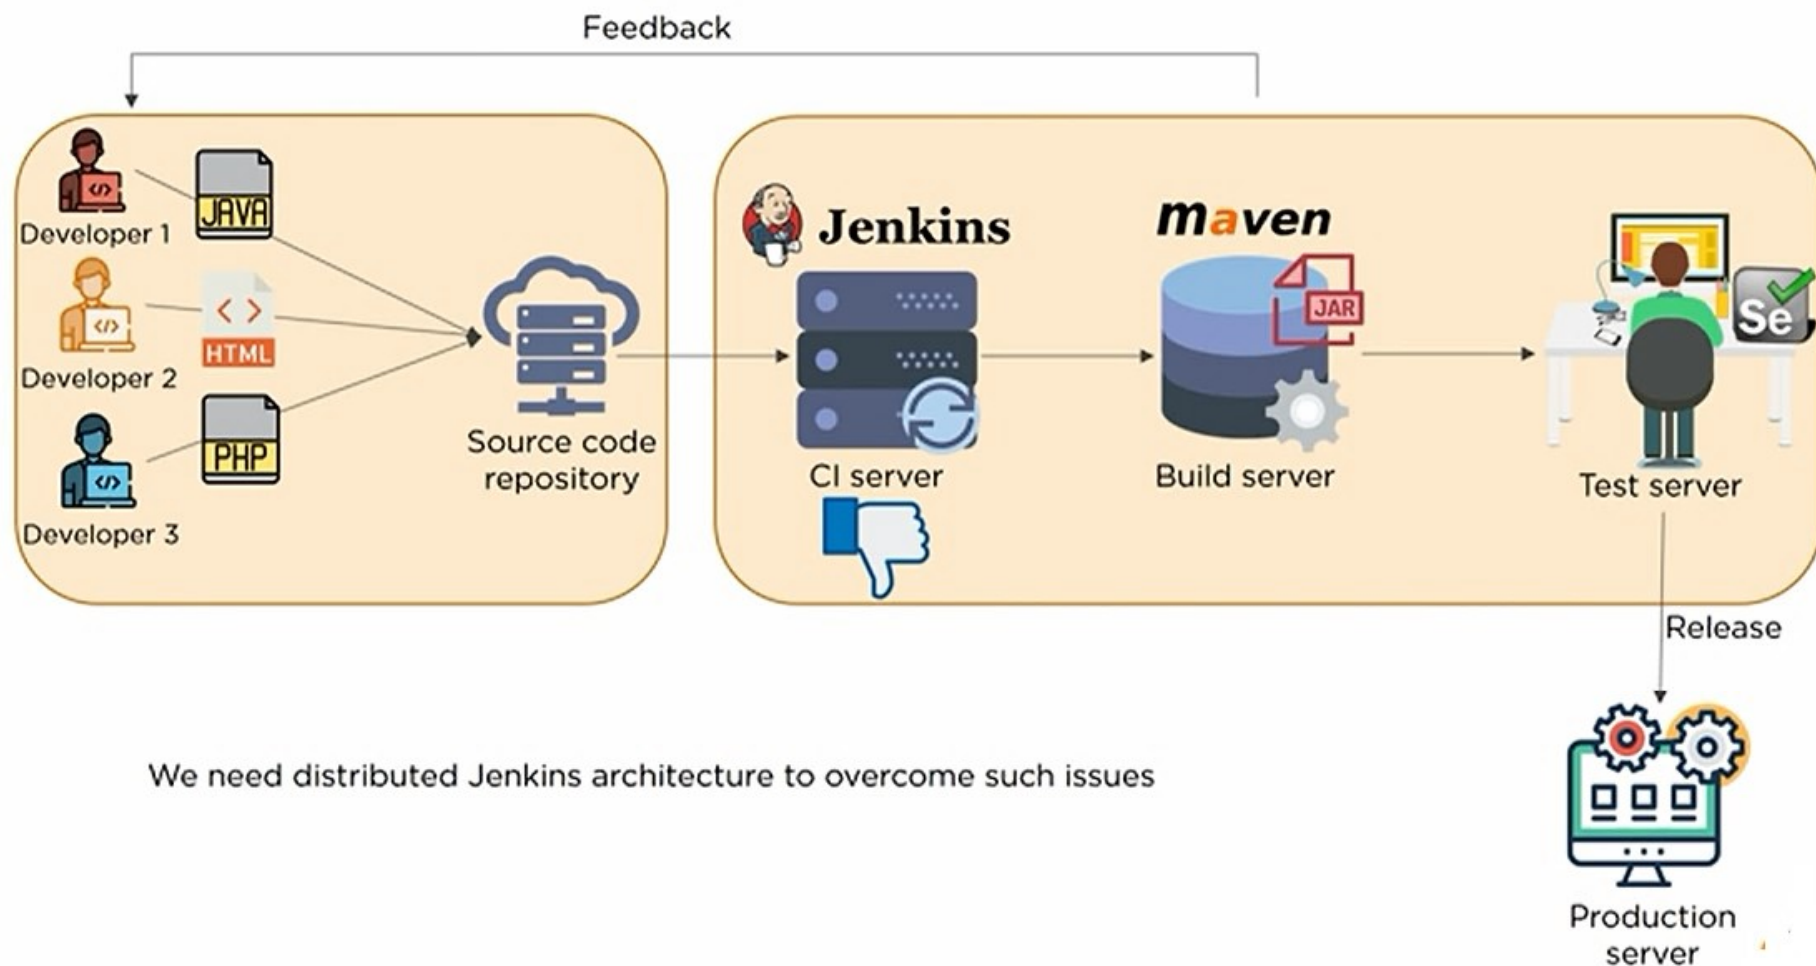 Feedback
JAVA
Developer 1
HTML
Developer 2
PHP
Developer 3
Source code
repository
Jenkins
CI server
maven
JAR
Build server
Se
Test server
Release
We need distributed Jenkins architecture to overcome such issues
Production
server